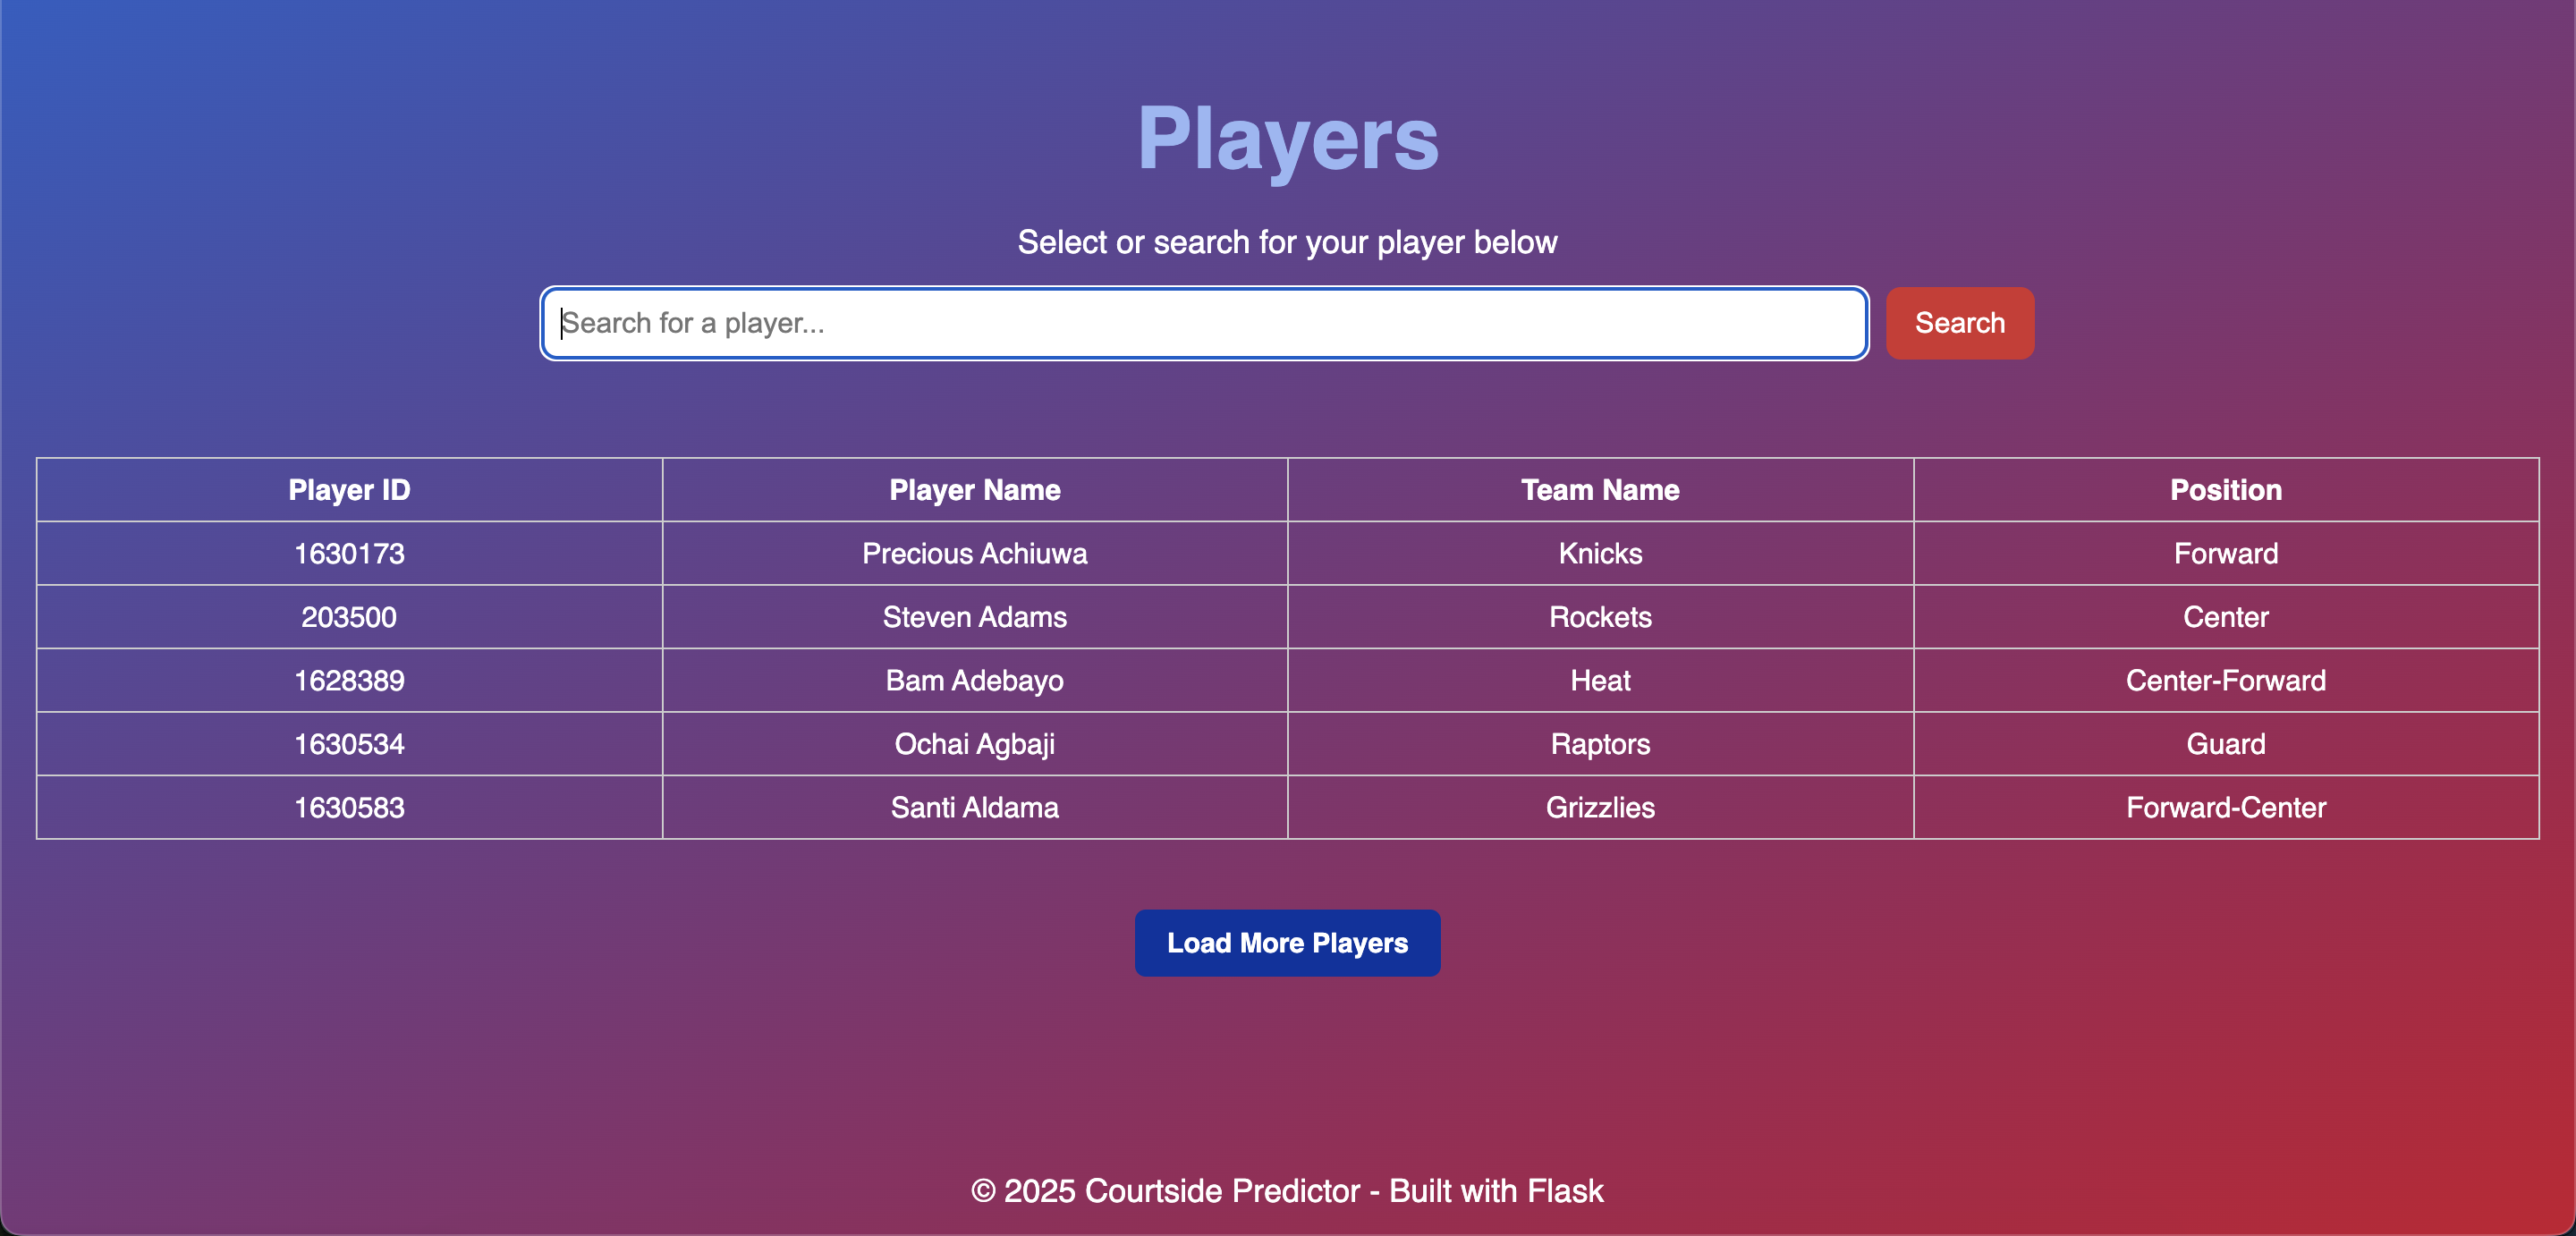 Players
Select or search for your player below
Search for a player...
Search
Player ID Player Name Team Name Position
1630173 Precious Achiuwa Knicks Forward
203500 Steven Adams Rockets Center
1628389 Bam Adebayo Heat Center-Forward
1630534 Ochai Agbaji Raptors Guard
1630583 Santi Aldama Grizzlies Forward-Center
Load More Players
© 2025 Courtside Predictor - Built with Flask